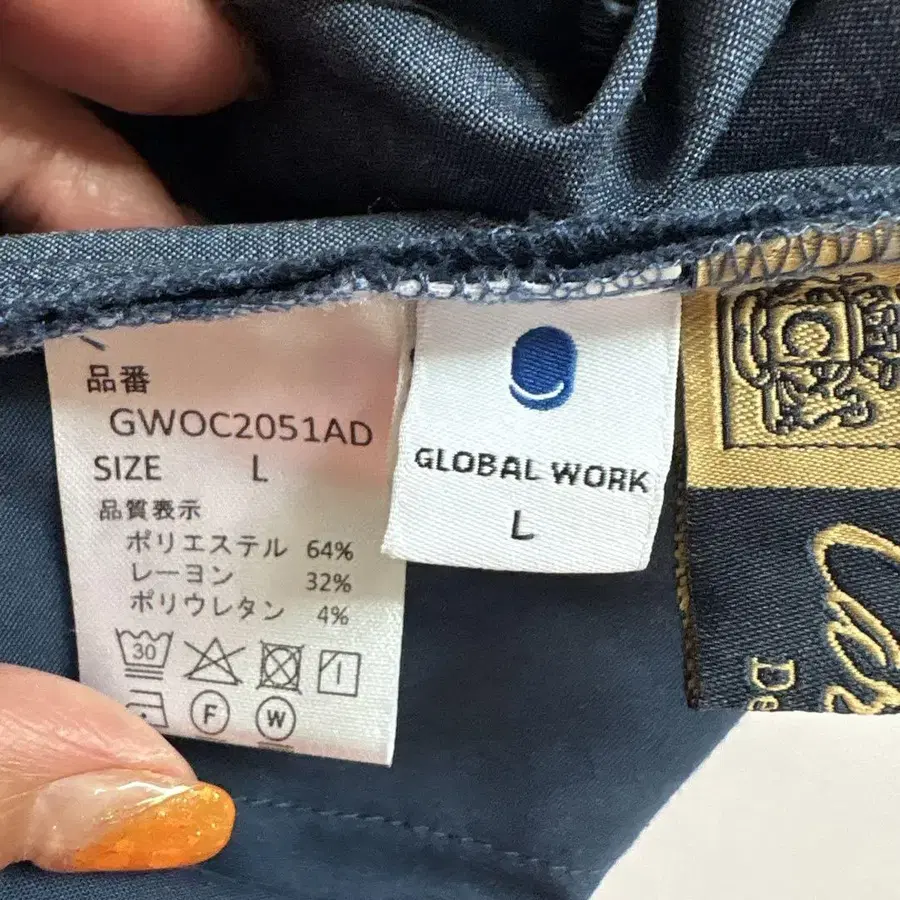 品番
GWOC2051AD
SIZE L
品質表示
ポリエステル 64%
レーヨン 32%
ポリウレタン 4%
30
F
W
GLOBAL WORK
L
De